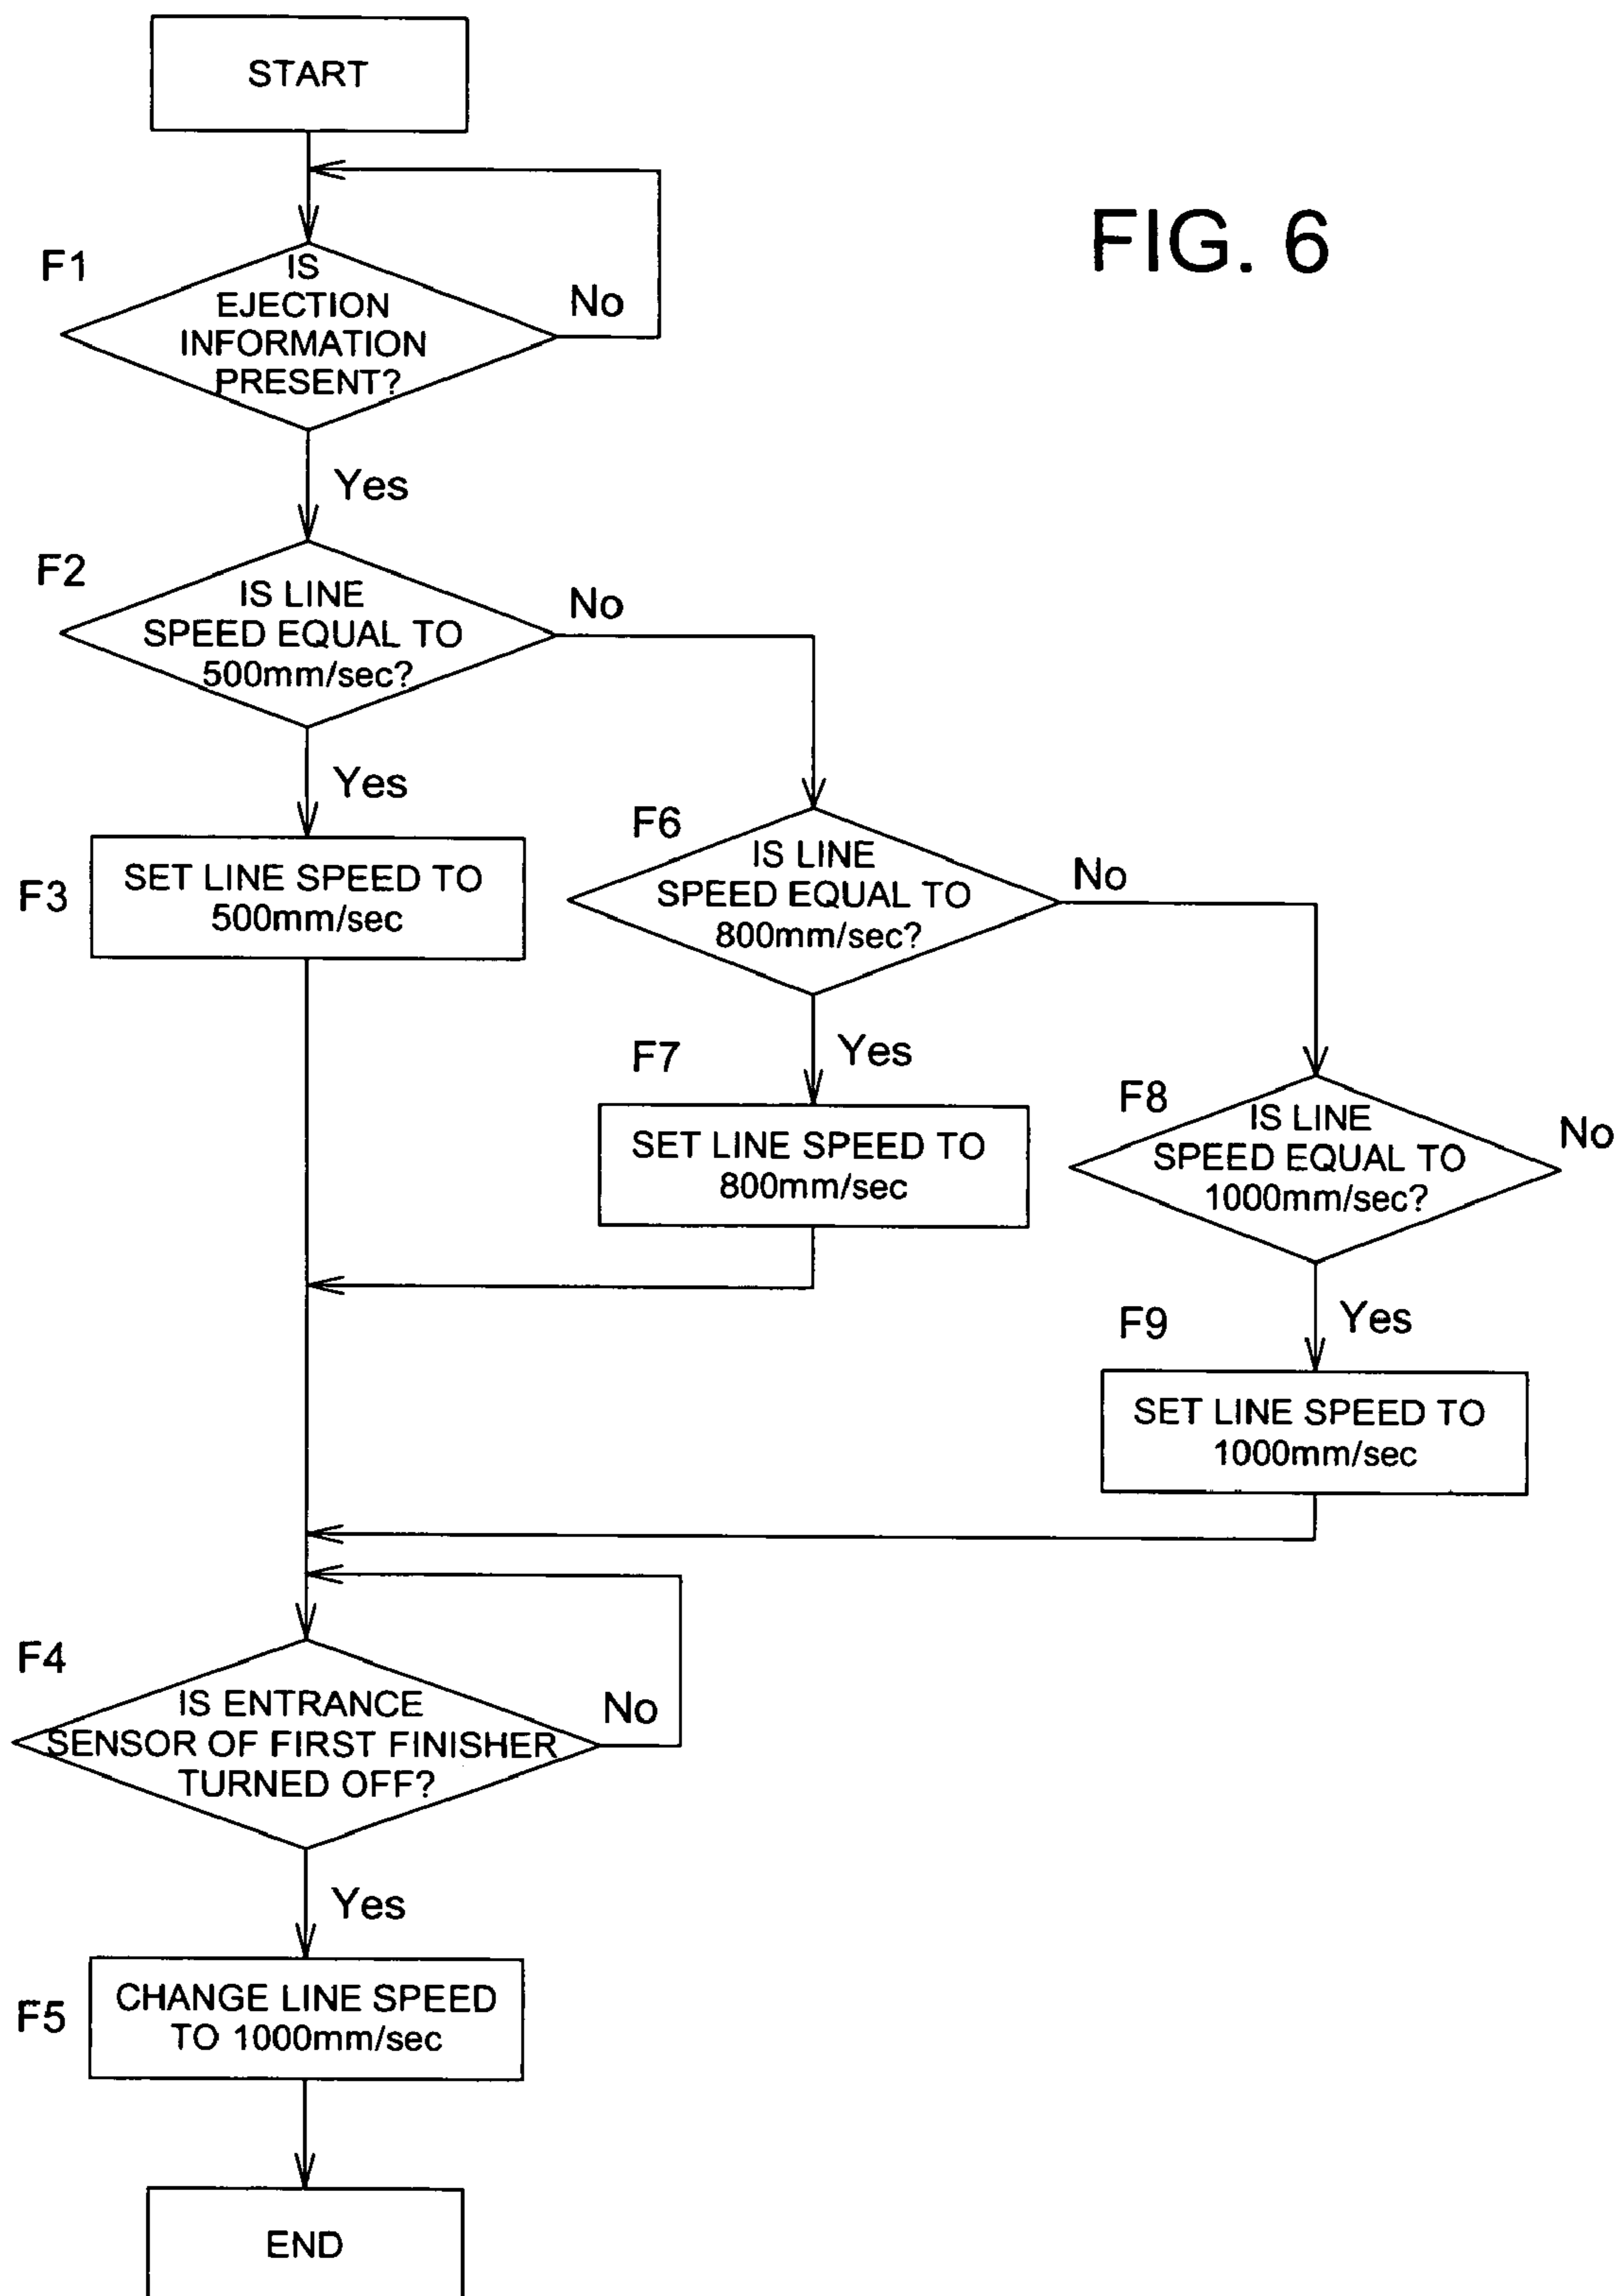 START
FIG. 6
F1
IS
EJECTION
INFORMATION
PRESENT?
No
Yes
F2
IS LINE
SPEED EQUAL TO
500mm/sec?
No
Yes
F3
SET LINE SPEED TO
500mm/sec
F6
IS LINE
SPEED EQUAL TO
800mm/sec?
No
Yes
F7
SET LINE SPEED TO
800mm/sec
F8
IS LINE
SPEED EQUAL TO
1000mm/sec?
No
Yes
F9
SET LINE SPEED TO
1000mm/sec
F4
IS ENTRANCE
SENSOR OF FIRST FINISHER
TURNED OFF?
No
Yes
F5
CHANGE LINE SPEED
TO 1000mm/sec
END